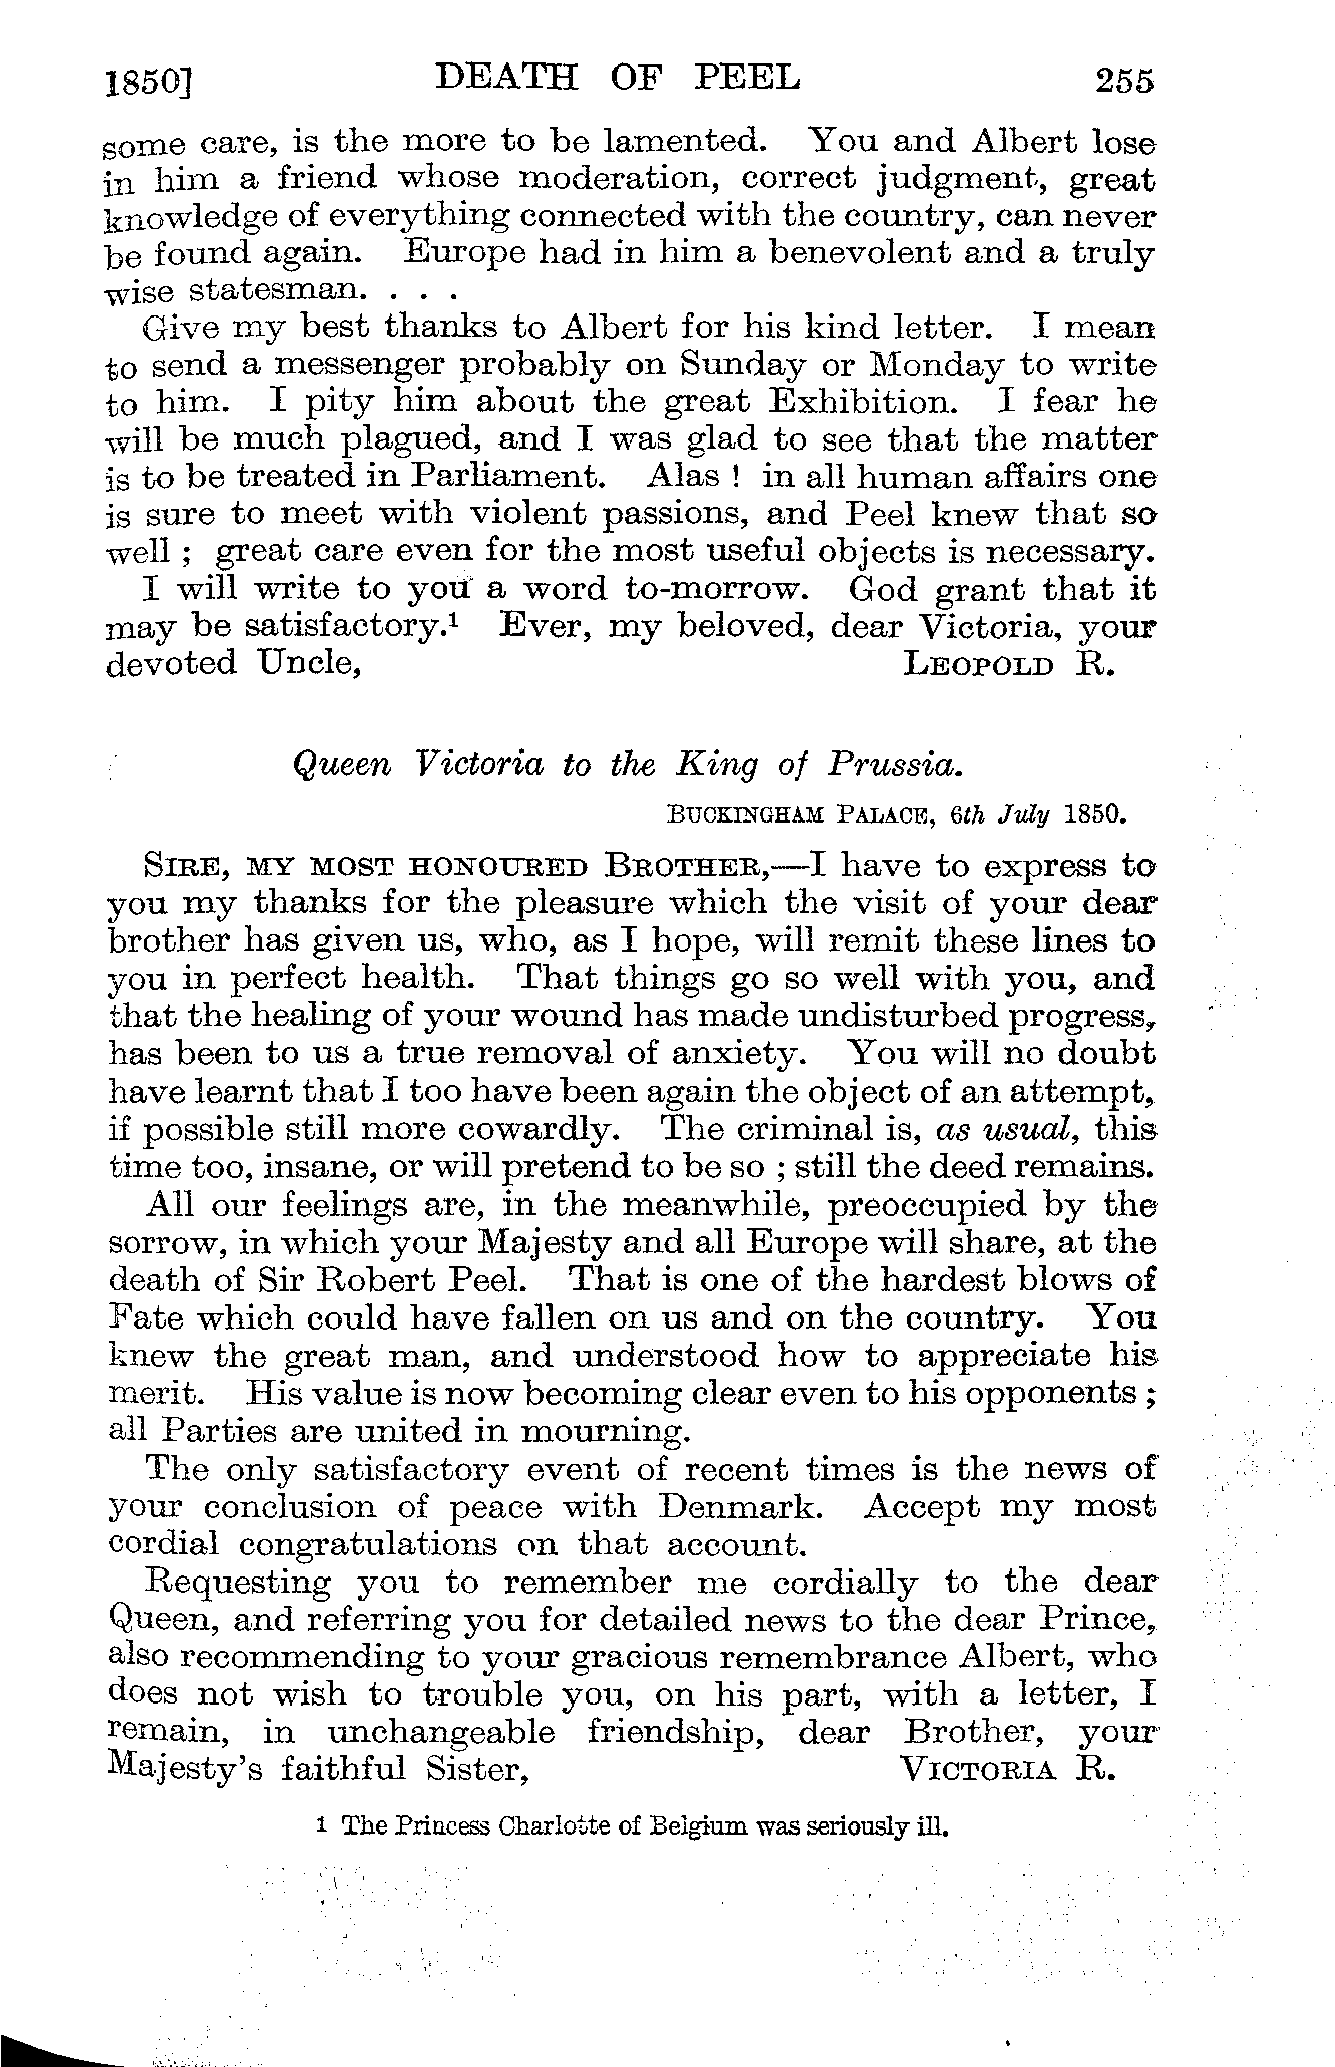 1850] DEATH OF PEEL 255
some care, is the more to be lamented. You and Albert lose
in him a friend whose moderation, correct judgment, great
knowledge of everything connected with the country, can never
be found again. Europe had in him a benevolent and a truly
wise statesman. . . .
Give my best thanks to Albert for his kind letter. I mean
to send a messenger probably on Sunday or Monday to write
to him. I pity him about the great Exhibition. I fear he
will be much plagued, and I was glad to see that the matter
is to be treated in Parliament. Alas ! in all human affairs one
is sure to meet with violent passions, and Peel knew that so
well ; great care even for the most useful objects is necessary.
I will write to you a word to-morrow. God grant that it
may be satisfactory.¹ Ever, my beloved, dear Victoria, your
devoted Uncle, LEOPOLD R.
Queen Victoria to the King of Prussia.
BUCKINGHAM PALACE, 6th July 1850.
SIRE, MY MOST HONOURED BROTHER,—I have to express to
you my thanks for the pleasure which the visit of your dear
brother has given us, who, as I hope, will remit these lines to
you in perfect health. That things go so well with you, and
that the healing of your wound has made undisturbed progress,
has been to us a true removal of anxiety. You will no doubt
have learnt that I too have been again the object of an attempt,
if possible still more cowardly. The criminal is, as usual, this
time too, insane, or will pretend to be so ; still the deed remains.
All our feelings are, in the meanwhile, preoccupied by the
sorrow, in which your Majesty and all Europe will share, at the
death of Sir Robert Peel. That is one of the hardest blows of
Fate which could have fallen on us and on the country. You
knew the great man, and understood how to appreciate his
merit. His value is now becoming clear even to his opponents ;
all Parties are united in mourning.
The only satisfactory event of recent times is the news of
your conclusion of peace with Denmark. Accept my most
cordial congratulations on that account.
Requesting you to remember me cordially to the dear
Queen, and referring you for detailed news to the dear Prince,
also recommending to your gracious remembrance Albert, who
does not wish to trouble you, on his part, with a letter, I
remain, in unchangeable friendship, dear Brother, your
Majesty's faithful Sister, VICTORIA R.
1 The Princess Charlotte of Belgium was seriously ill.